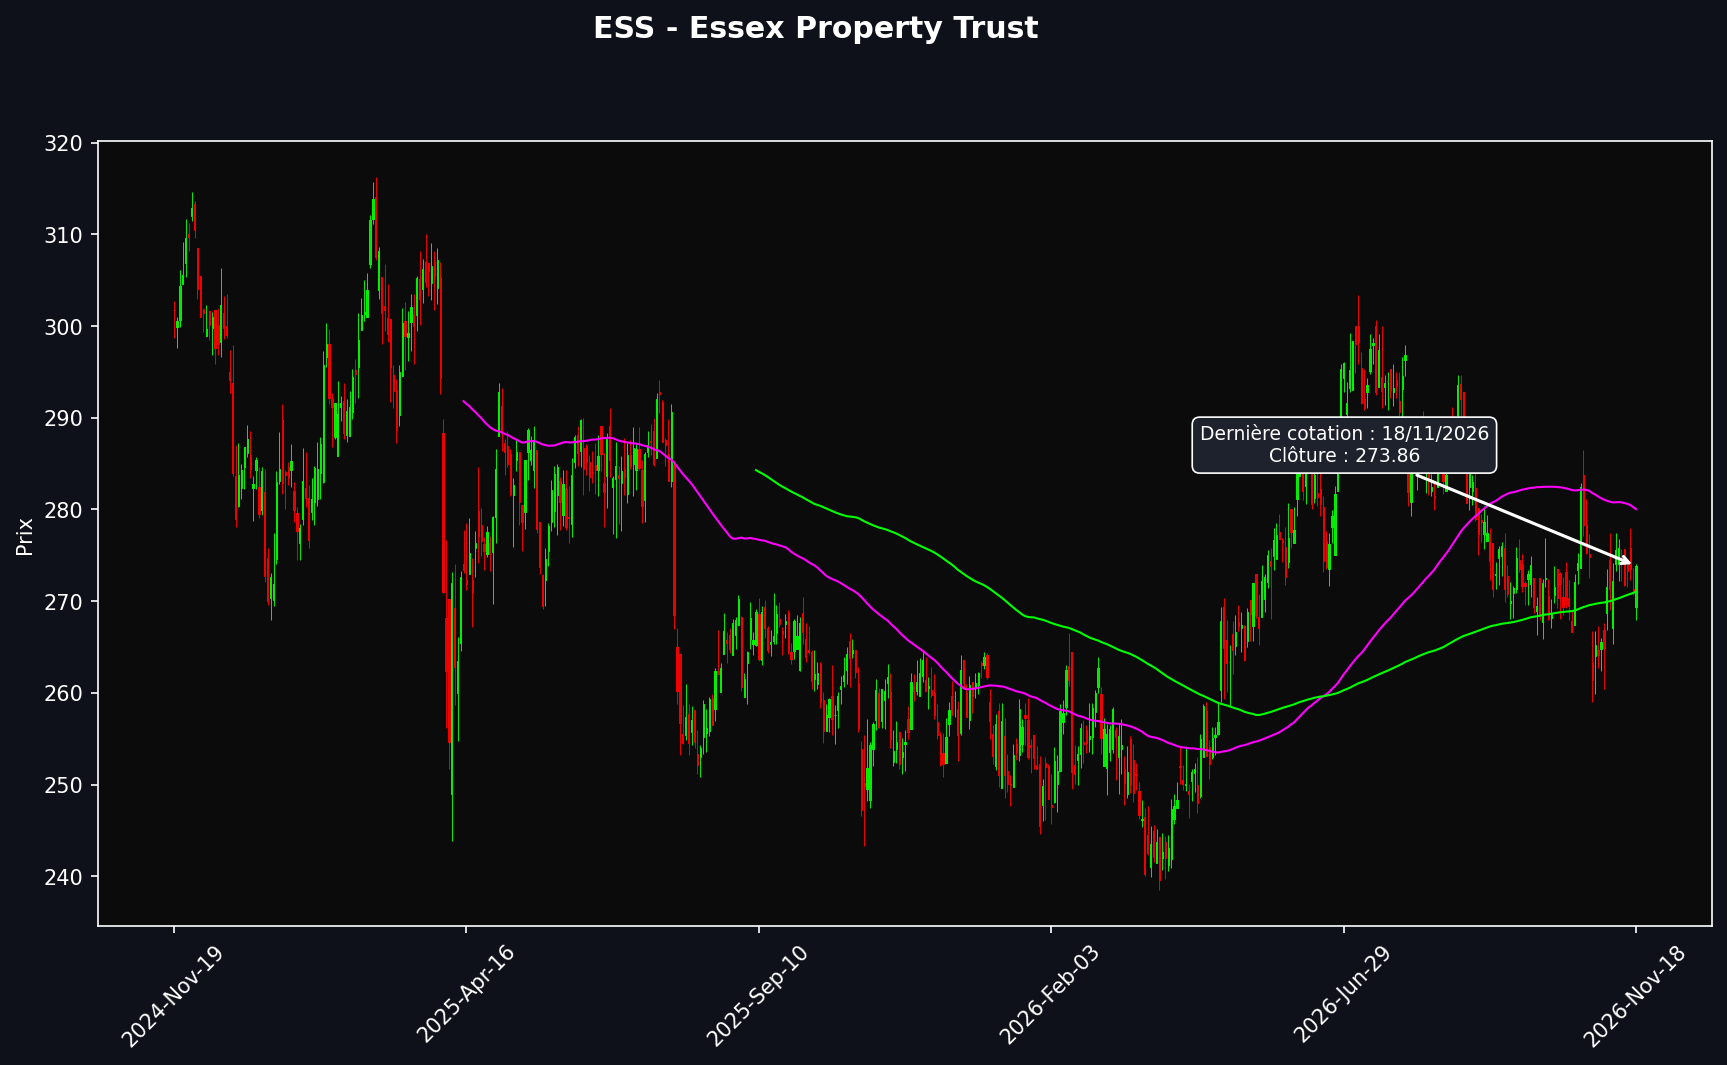 ESS - Essex Property Trust
320
310
300
290
280
270
260
250
240
Prix
Dernière cotation : 18/11/2026
Clôture : 273.86
2024-Nov-19
2025-Apr-16
2025-Sep-10
2026-Feb-03
2026-Jun-29
2026-Nov-18